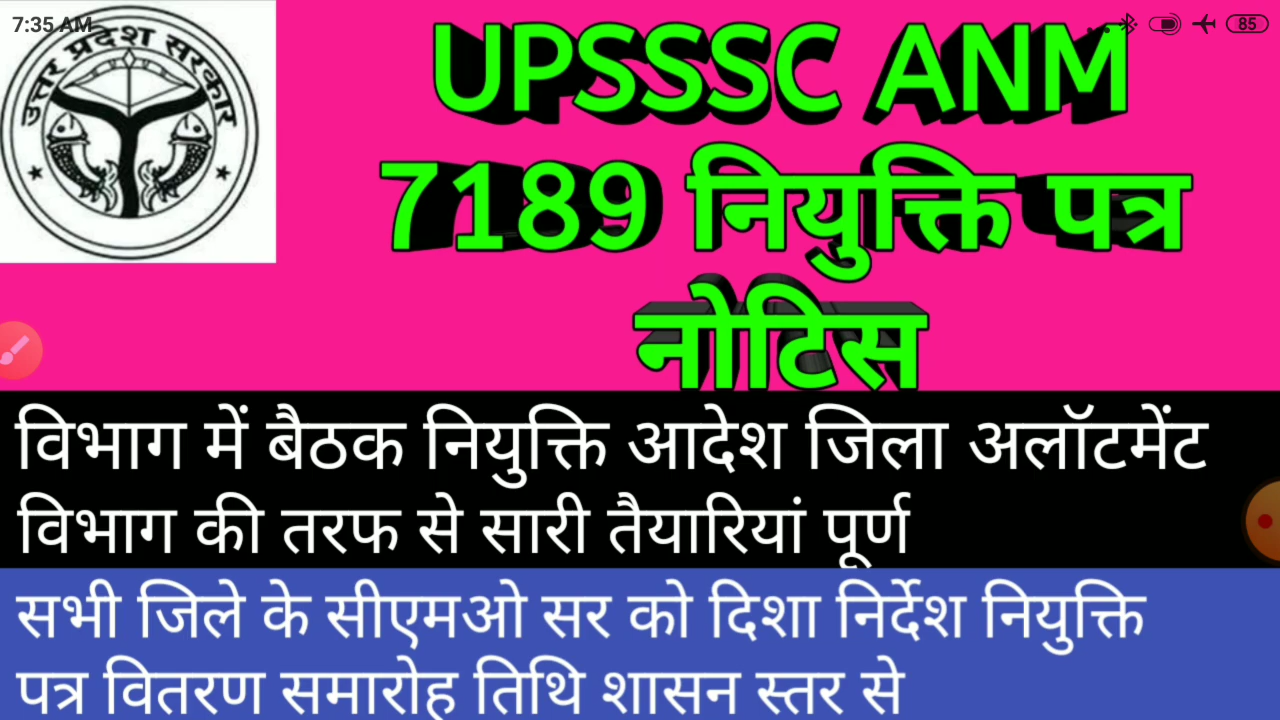 7:35 AM
85
उत्तर प्रदेश सरकार
UPSSSC ANM
7189 नियुक्ति पत्र
नोटिस
विभाग में बैठक नियुक्ति आदेश जिला अलॉटमेंट
विभाग की तरफ से सारी तैयारियां पूर्ण
सभी जिले के सीएमओ सर को दिशा निर्देश नियुक्ति
पत्र वितरण समारोह तिथि शासन स्तर से